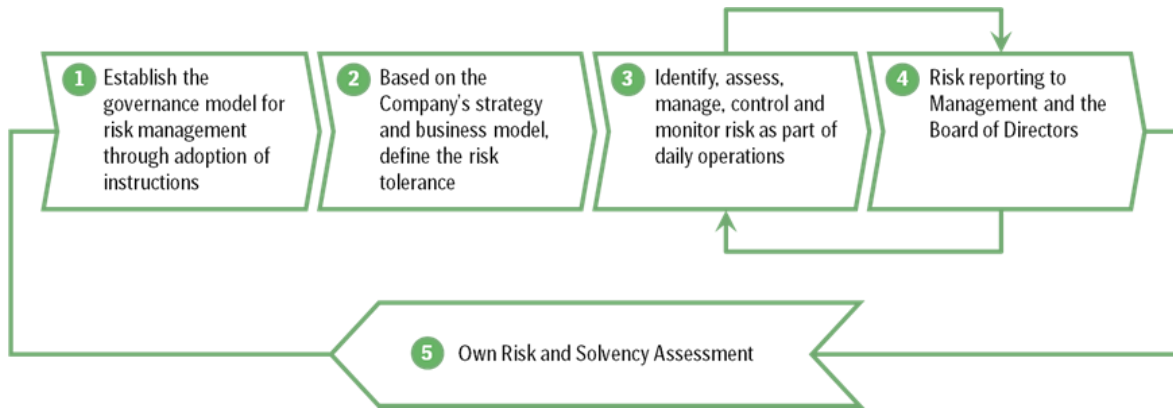 1 Establish the
governance model for
risk management
through adoption of
instructions
2 Based on the
Company's strategy
and business model,
define the risk
tolerance
3 Identify, assess,
manage, control and
monitor risk as part of
daily operations
4 Risk reporting to
Management and the
Board of Directors
5 Own Risk and Solvency Assessment